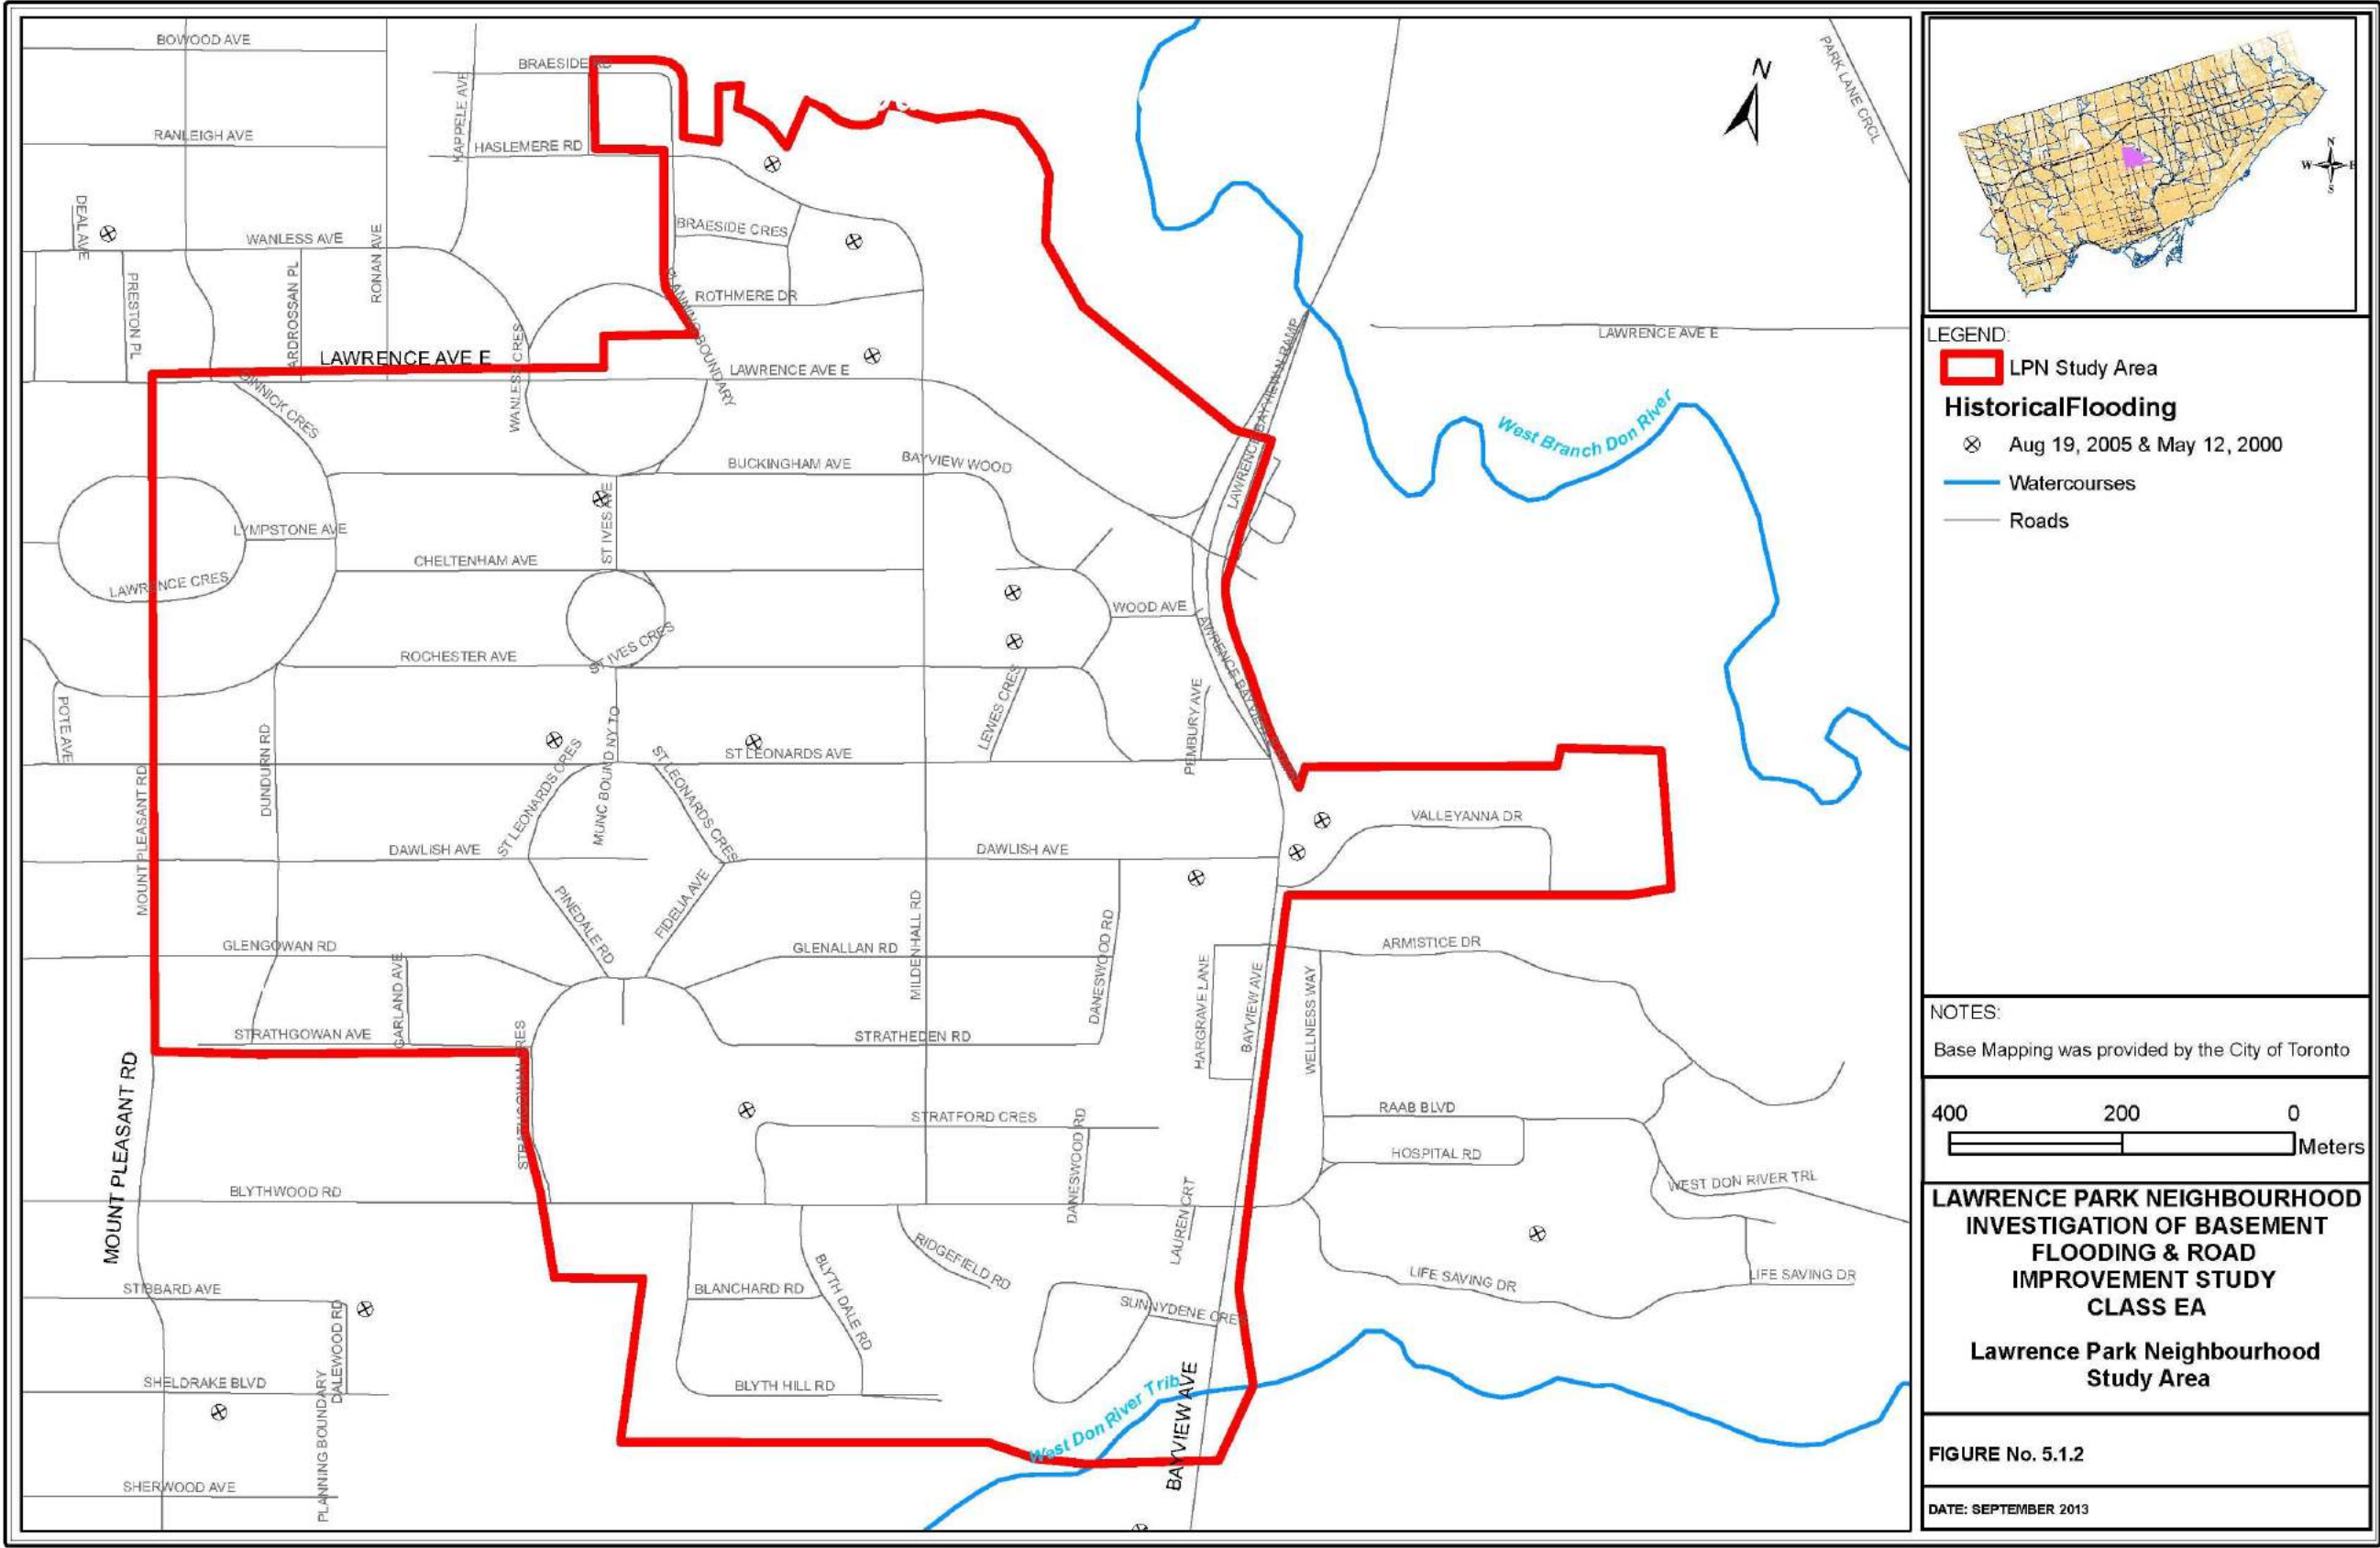 BOWOOD AVE
BRAESIDE RD
KAPPELE AVE
RANLEIGH AVE
HASLEMERE RD
N
PARK LANE CRCL
DEAL AVE
WANLESS AVE
RONAN AVE
BRAESIDE CRES
PRESTON PL
ARDROSSAN PL
ROTHMERE DR
PLANNING BOUNDARY
LAWRENCE AVE E
WANLESS CRES
LAWRENCE AVE E
LAWRENCE AVE E
LAWRENCE BAYVIEW N RAMP
DINNICK CRES
West Branch Don River
BUCKINGHAM AVE
BAYVIEW WOOD
ST IVES AVE
LYMPSTONE AVE
CHELTENHAM AVE
LAWRENCE CRES
WOOD AVE
ROCHESTER AVE
ST IVES CRES
POTE AVE
DUNDURN RD
MUNC BOUND NY TO
LEWES CRES
PEMBURY AVE
ST LEONARDS AVE
MOUNT PLEASANT RD
ST LEONARDS CRES
ST LEONARDS CRES
VALLEYANNA DR
DAWLISH AVE
DAWLISH AVE
PINEDALE RD
FIDELIA AVE
GLENGOWAN RD
GLENALLAN RD
MILDENHALL RD
DANESWOOD RD
ARMISTICE DR
HARGRAVE LANE
BAYVIEW AVE
WELLNESS WAY
GARLAND AVE
STRATHGOWAN AVE
STRATHEDEN RD
STRATHGOWAN CRES
MOUNT PLEASANT RD
STRATFORD CRES
DANESWOOD RD
RAAB BLVD
HOSPITAL RD
BLYTHWOOD RD
WEST DON RIVER TRL
LAUREN CRT
RIDGEFIELD RD
STIBBARD AVE
BLANCHARD RD
BLYTH DALE RD
LIFE SAVING DR
LIFE SAVING DR
SUNNYDENE CRE
DALEWOOD RD
SHELDRAKE BLVD
BLYTH HILL RD
West Don River Trib
BAYVIEW AVE
PLANNING BOUNDARY
SHERWOOD AVE
N
W
E
S
LEGEND:
LPN Study Area
HistoricalFlooding
Aug 19, 2005 & May 12, 2000
Watercourses
Roads
NOTES:
Base Mapping was provided by the City of Toronto
400 200 0
Meters
LAWRENCE PARK NEIGHBOURHOOD
INVESTIGATION OF BASEMENT
FLOODING & ROAD
IMPROVEMENT STUDY
CLASS EA
Lawrence Park Neighbourhood
Study Area
FIGURE No. 5.1.2
DATE: SEPTEMBER 2013